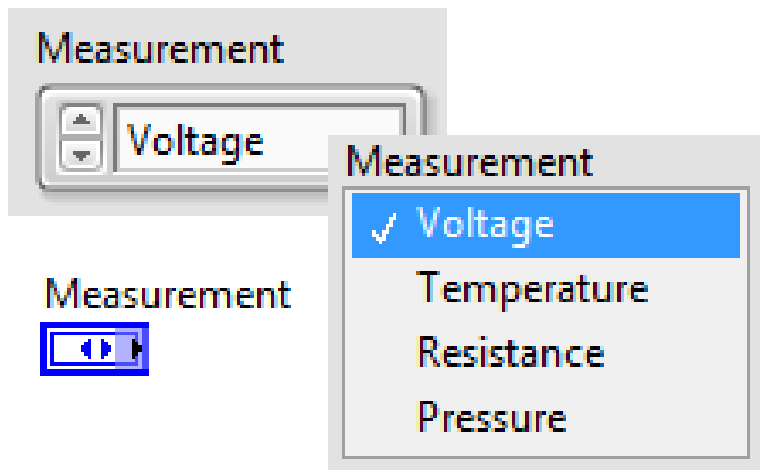 Measurement
Voltage
Measurement
Voltage
Temperature
Resistance
Pressure
Measurement